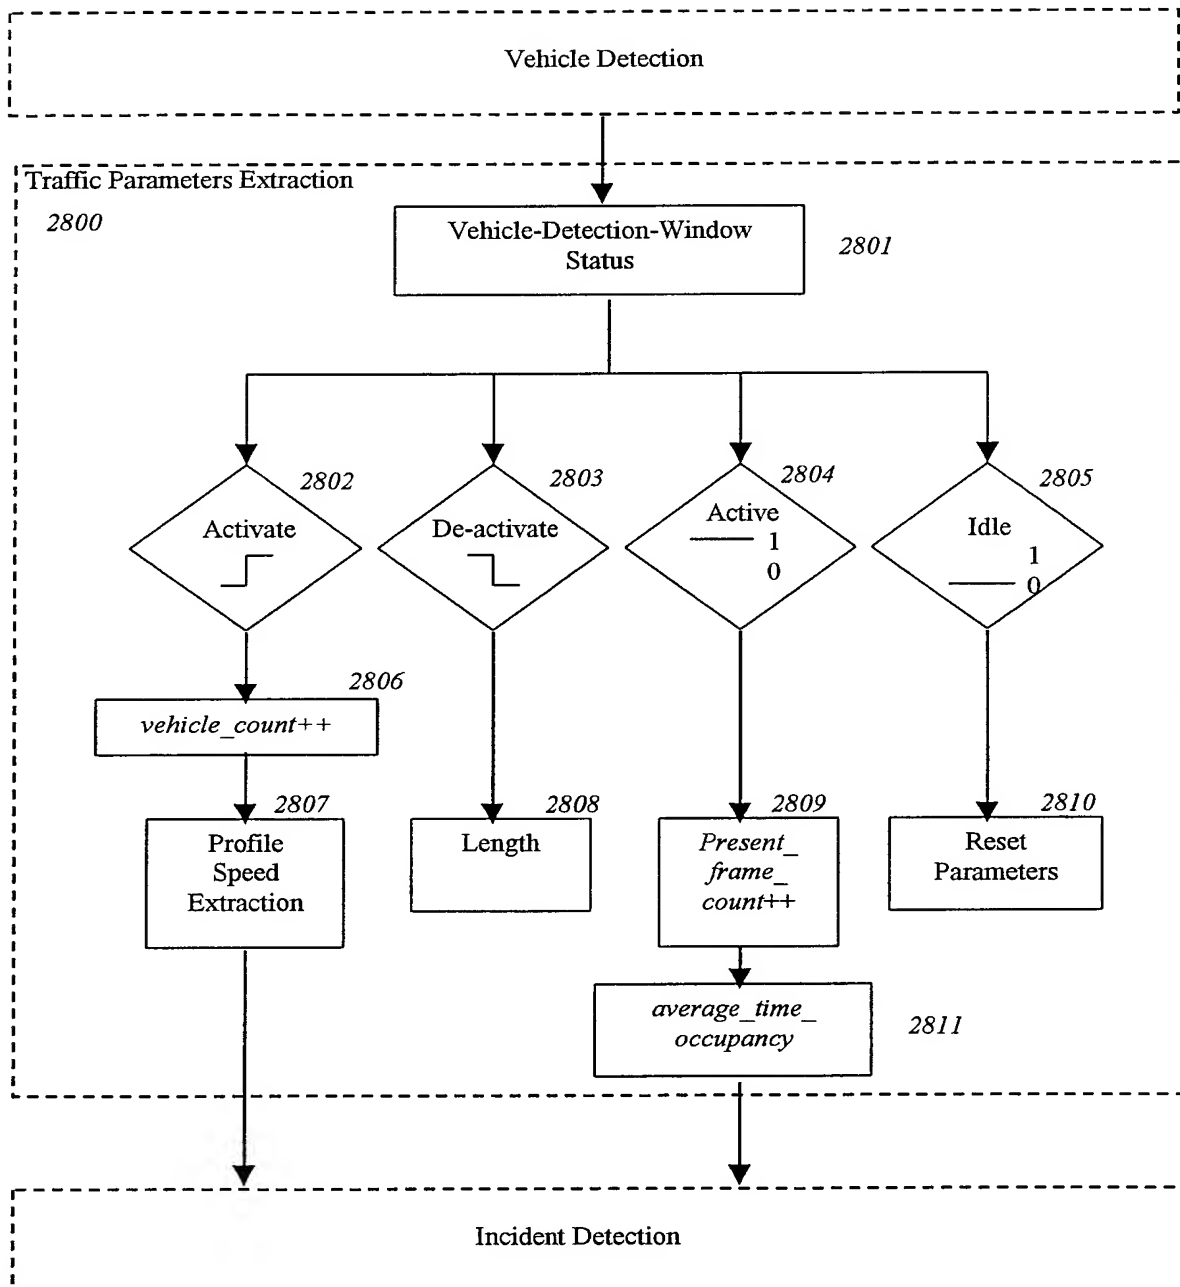 Vehicle Detection
Traffic Parameters Extraction
2800
Vehicle-Detection-Window
Status
2801
2802
Activate
2803
De-activate
2804
Active
1
0
2805
Idle
1
0
2806
vehicle_count++
2807
Profile
Speed
Extraction
2808
Length
2809
Present_
frame_
count++
2810
Reset
Parameters
average_time_
occupancy
2811
Incident Detection